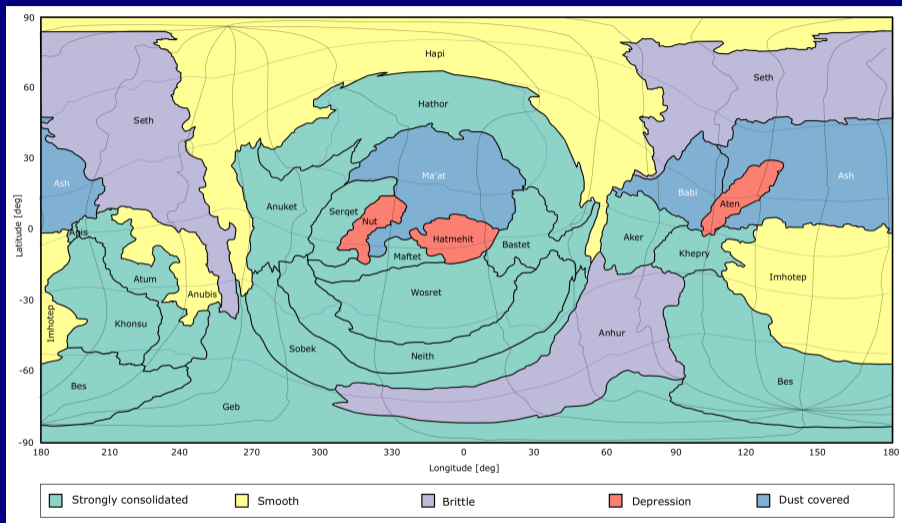 90
Hapi
Seth
60
Hathor
Seth
30
Ash
Ma'at
Babi
Ash
Anuket
Serqet
Nut
Aten
Latitude [deg]
0
Apis
Hatmehit
Bastet
Aker
Khepry
Maftet
Atum
Imhotep
Anubis
Wosret
-30
Imhotep
Khonsu
Anhur
Sobek
Neith
-60
Bes
Bes
Geb
-90
180 210 240 270 300 330 0 30 60 90 120 150 180
Longitude [deg]
Strongly consolidated Smooth Brittle Depression Dust covered